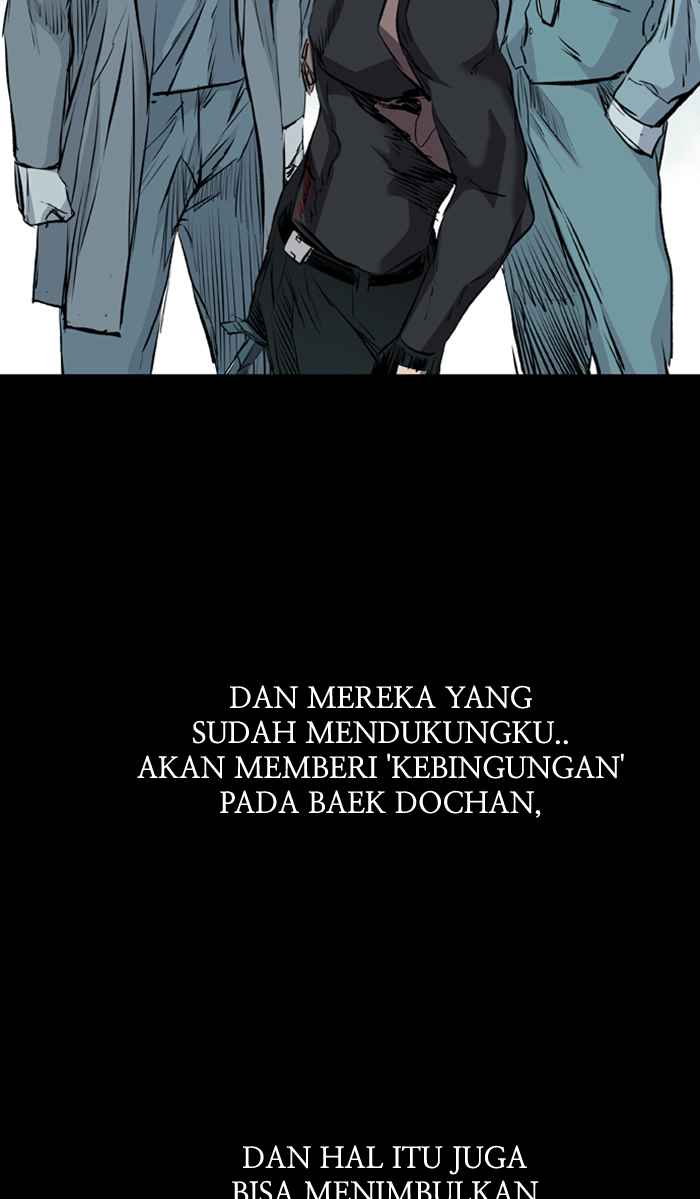 DAN MEREKA YANG
SUDAH MENDUKUNGKU..
AKAN MEMBERI 'KEBINGUNGAN'
PADA BAEK DOCHAN,
DAN HAL ITU JUGA
BISA MENIMBULKAN